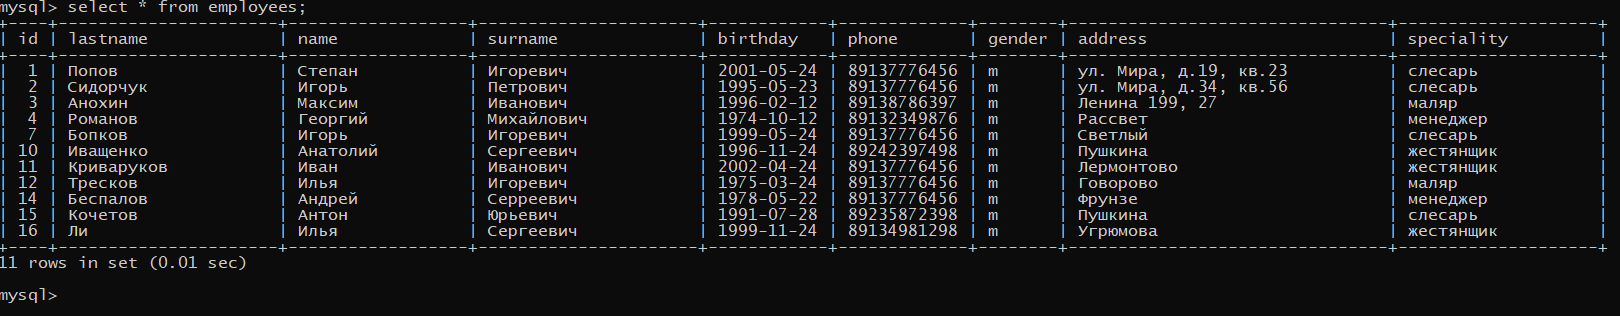 mysql> select * from employees;
+----+---------------------+------------------+---------------------+------------+-------------+--------+--------------------------------+--------------------+
| id | lastname | name | surname | birthday | phone | gender | address | speciality |
+----+---------------------+------------------+---------------------+------------+-------------+--------+--------------------------------+--------------------+
| 1 | Попов | Степан | Игоревич | 2001-05-24 | 89137776456 | m | ул. Мира, д.19, кв.23 | слесарь |
| 2 | Сидорчук | Игорь | Петрович | 1995-05-23 | 89137776456 | m | ул. Мира, д.34, кв.56 | слесарь |
| 3 | Анохин | Максим | Иванович | 1996-02-12 | 89138786397 | m | Ленина 199, 27 | маляр |
| 4 | Романов | Георгий | Михайлович | 1974-10-12 | 89132349876 | m | Рассвет | менеджер |
| 7 | Бопков | Игорь | Игоревич | 1999-05-24 | 89137776456 | m | Светлый | слесарь |
| 10 | Иващенко | Анатолий | Сергеевич | 1996-11-24 | 89242397498 | m | Пушкина | жестянщик |
| 11 | Криваруков | Иван | Иванович | 2002-04-24 | 89137776456 | m | Лермонтово | жестянщик |
| 12 | Тресков | Илья | Игоревич | 1975-03-24 | 89137776456 | m | Говорово | маляр |
| 14 | Беспалов | Андрей | Серреевич | 1978-05-22 | 89137776456 | m | Фрунзе | менеджер |
| 15 | Кочетов | Антон | Юрьевич | 1991-07-28 | 89235872398 | m | Пушкина | слесарь |
| 16 | Ли | Илья | Сергеевич | 1999-11-24 | 89134981298 | m | Угрюмова | жестянщик |
+----+---------------------+------------------+---------------------+------------+-------------+--------+--------------------------------+--------------------+
11 rows in set (0.01 sec)
mysql>